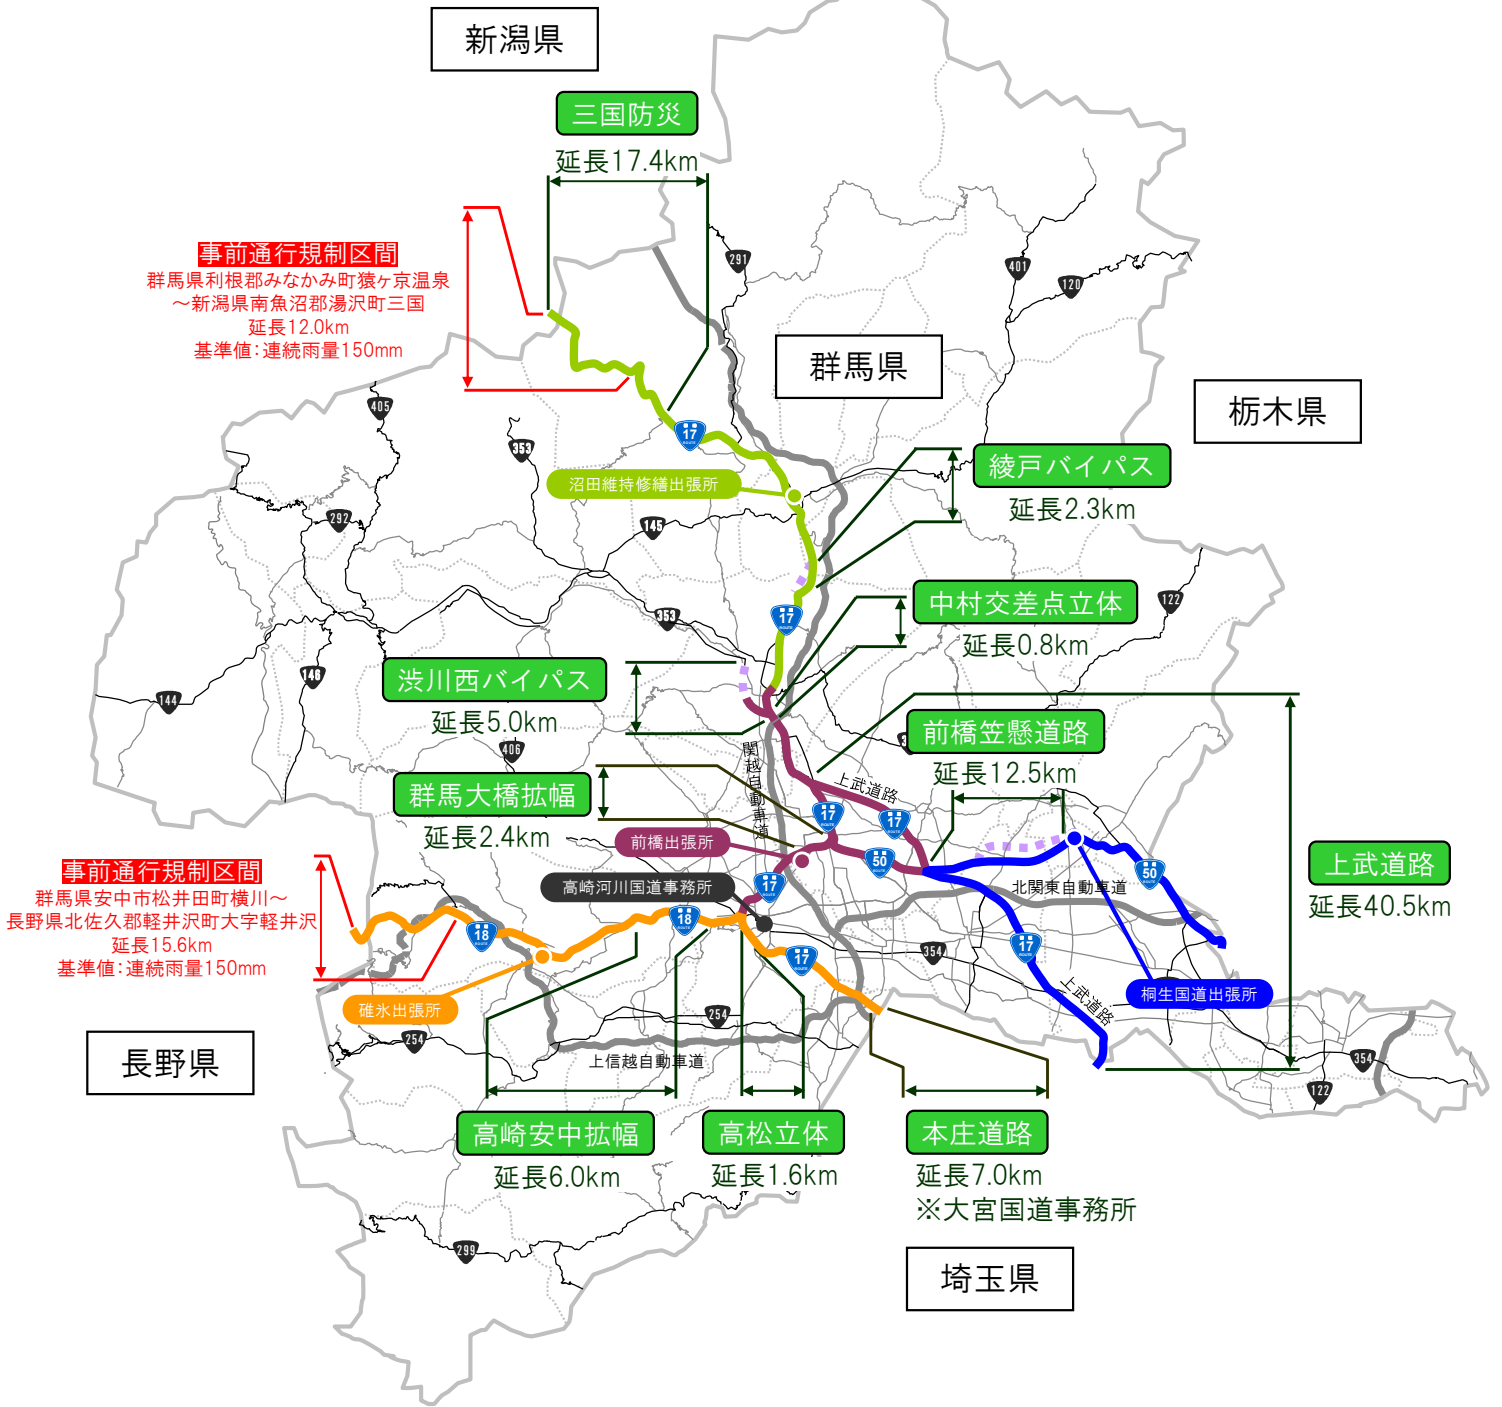 新潟県
三国防災
延長17.4km
事前通行規制区間
群馬県利根郡みなかみ町猿ヶ京温泉
～新潟県南魚沼郡湯沢町三国
延長12.0km
基準値：連続雨量150mm
291
401
120
群馬県
栃木県
405
353
17
ROUTE
綾戸バイパス
延長2.3km
沼田維持修繕出張所
292
145
中村交差点立体
延長0.8km
122
353
17
ROUTE
渋川西バイパス
延長5.0km
146
144
406
前橋笠懸道路
延長12.5km
関越自動車道
上武道路
群馬大橋拡幅
延長2.4km
17
ROUTE
17
ROUTE
前橋出張所
50
ROUTE
上武道路
延長40.5km
事前通行規制区間
群馬県安中市松井田町横川～
長野県北佐久郡軽井沢町大字軽井沢
延長15.6km
基準値：連続雨量150mm
高崎河川国道事務所
17
ROUTE
北関東自動車道
50
ROUTE
18
ROUTE
18
ROUTE
17
ROUTE
354
17
ROUTE
桐生国道出張所
上武道路
碓氷出張所
254
254
上信越自動車道
長野県
354
122
高崎安中拡幅
延長6.0km
高松立体
延長1.6km
本庄道路
延長7.0km
※大宮国道事務所
299
埼玉県